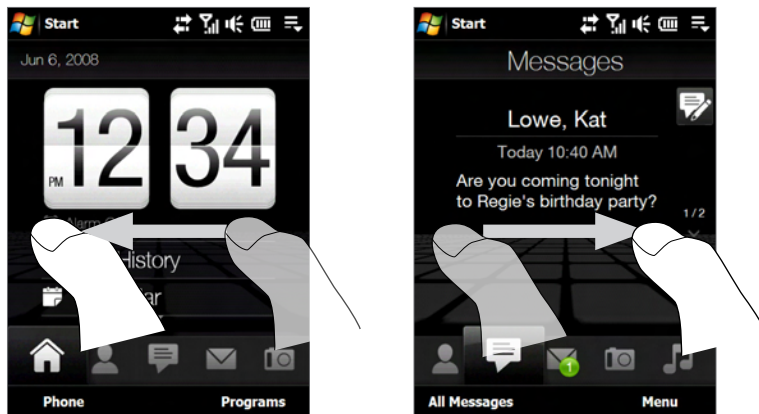 Start
Jun 6, 2008
12 34
PM
History
Phone Programs
Start
Messages
Lowe, Kat
Today 10:40 AM
Are you coming tonight
to Regie's birthday party?
1/2
1
All Messages Menu